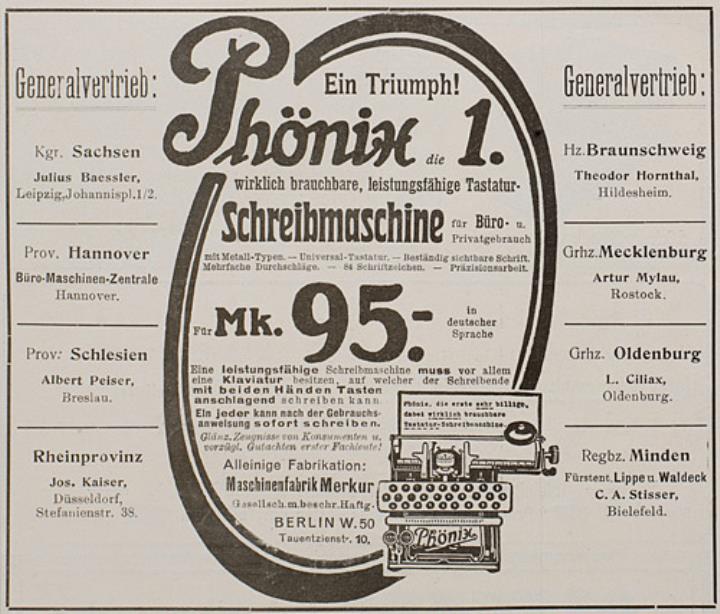 Generalvertrieb:
Kgr. Sachsen
Julius Baessler,
Leipzig, Johannispl. 1/2.
Prov. Hannover
Büro-Maschinen-Zentrale
Hannover.
Prov. Schlesien
Albert Peiser,
Breslau.
Rheinprovinz
Jos. Kaiser,
Düsseldorf,
Stefanienstr. 38.
Ein Triumph!
Phönix die 1.
wirklich brauchbare, leistungsfähige Tastatur-
Schreibmaschine für Büro- u.
Privatgebrauch
mit Metall-Typen. — Universal-Tastatur. — Beständig sichtbare Schrift.
Mehrfache Durchschläge. — 84 Schriftzeichen. — Präzisionsarbeit.
Für Mk. 95.- in
deutscher
Sprache
Eine leistungsfähige Schreibmaschine muss vor allem
eine Klaviatur besitzen, auf welcher der Schreibende
mit beiden Händen Tasten
anschlagend schreiben kann.
Ein jeder kann nach der Gebrauchs-
anweisung sofort schreiben.
Glänz. Zeugnisse von Konsumenten u.
vorzügl. Gutachten erster Fachleute!
Alleinige Fabrikation:
Maschinenfabrik Merkur
Gesellsch. m. beschr. Haftg.
BERLIN W. 50
Tauentzienstr. 10.
Phönix, die erste sehr billige,
dabei wirklich brauchbare
Tastatur-Schreibmaschine.
Phönix
Generalvertrieb:
Hz. Braunschweig
Theodor Hornthal,
Hildesheim.
Grhz. Mecklenburg
Artur Mylau,
Rostock.
Grhz. Oldenburg
L. Ciliax,
Oldenburg.
Regbz. Minden
Fürstent. Lippe u. Waldeck
C. A. Stisser,
Bielefeld.